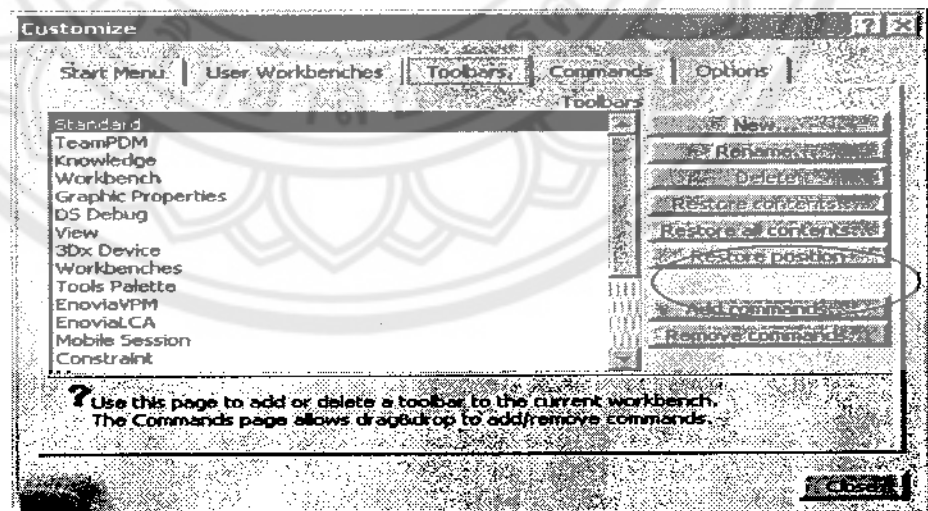 Customize
Start Menu
User Workbenches
Toolbars
Commands
Options
Toolbars
Standard
TeamPDM
Knowledge
Workbench
Graphic Properties
DS Debug
View
3Dx Device
Workbenches
Tools Palette
EnoviaVPM
EnoviaLCA
Mobile Session
Constraint
New...
Rename...
Delete
Restore contents...
Restore all contents...
Restore position
Add commands...
Remove commands...
Use this page to add or delete a toolbar to the current workbench.
The Commands page allows drag&drop to add/remove commands.
Close